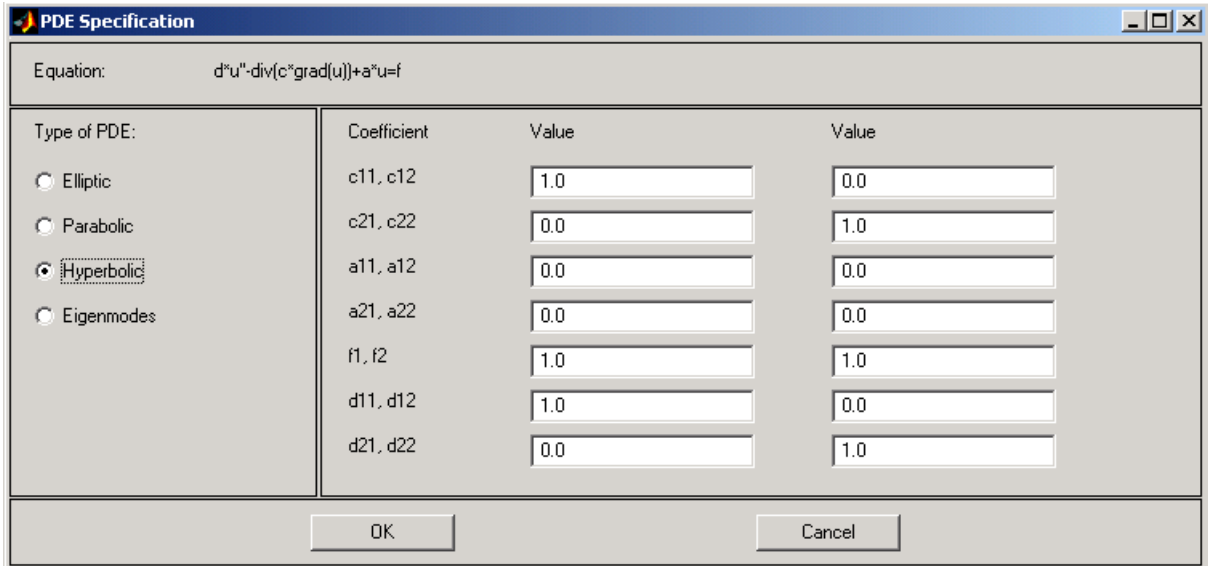 PDE Specification
Equation: d*u''-div(c*grad(u))+a*u=f
Type of PDE:
Elliptic
Parabolic
Hyperbolic
Eigenmodes
Coefficient Value Value
c11, c12 1.0 0.0
c21, c22 0.0 1.0
a11, a12 0.0 0.0
a21, a22 0.0 0.0
f1, f2 1.0 1.0
d11, d12 1.0 0.0
d21, d22 0.0 1.0
OK Cancel